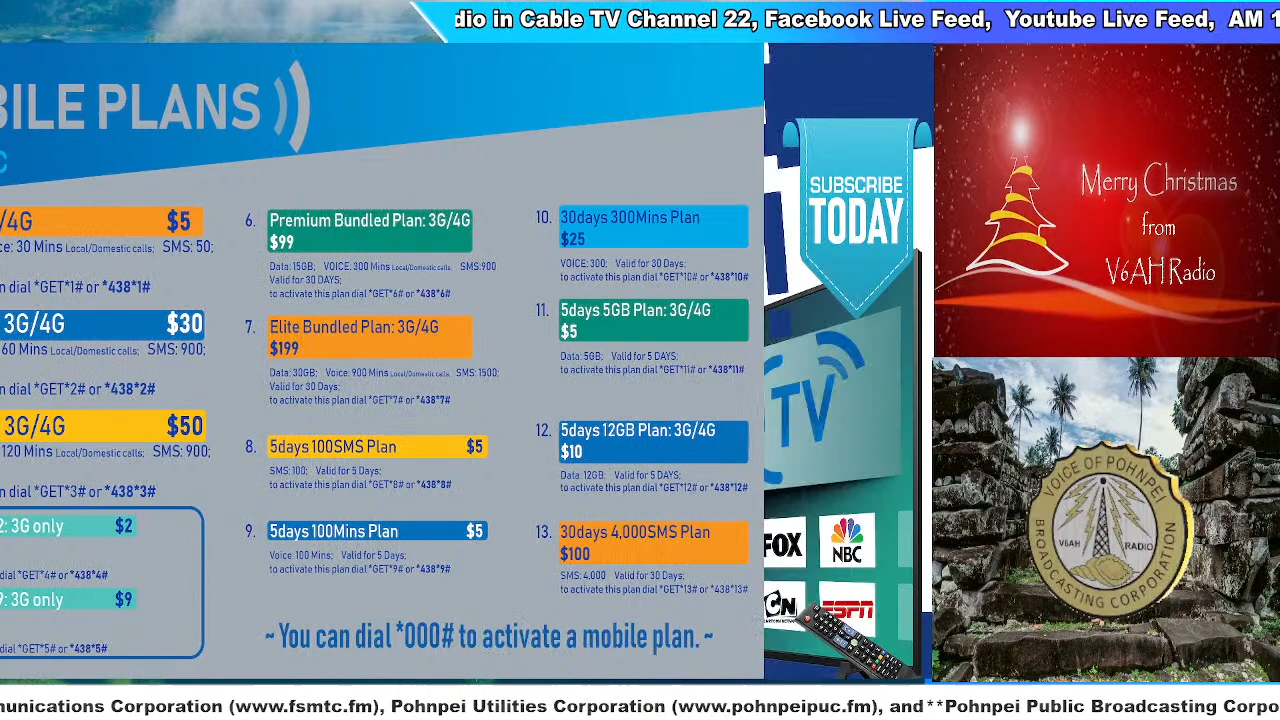 dio in Cable TV Channel 22, Facebook Live Feed, Youtube Live Feed, AM 1
BILE PLANS
C
/4G $5
ce: 30 Mins Local/Domestic calls; SMS: 50;
n dial *GET*1# or *438*1#
3G/4G $30
60 Mins Local/Domestic calls; SMS: 900;
n dial *GET*2# or *438*2#
3G/4G $50
120 Mins Local/Domestic calls; SMS: 900;
n dial *GET*3# or *438*3#
2: 3G only $2
dial *GET*4# or *438*4#
9: 3G only $9
dial *GET*5# or *438*5#
6. Premium Bundled Plan: 3G/4G
$99
Data: 15GB; VOICE: 300 Mins Local/Domestic calls; SMS:900
Valid for 30 DAYS;
to activate this plan dial *GET*6# or *438*6#
7. Elite Bundled Plan: 3G/4G
$199
Data: 30GB; Voice: 900 Mins Local/Domestic calls; SMS: 1500;
Valid for 30 Days;
to activate this plan dial *GET*7# or *438*7#
8. 5days 100SMS Plan $5
SMS: 100; Valid for 5 Days;
to activate this plan dial *GET*8# or *438*8#
9. 5days 100Mins Plan $5
Voice: 100 Mins; Valid for 5 Days;
to activate this plan dial *GET*9# or *438*9#
10. 30days 300Mins Plan
$25
VOICE: 300; Valid for 30 Days;
to activate this plan dial *GET*10# or *438*10#
11. 5days 5GB Plan: 3G/4G
$5
Data: 5GB; Valid for 5 DAYS;
to activate this plan dial *GET*11# or *438*11#
12. 5days 12GB Plan: 3G/4G
$10
Data: 12GB; Valid for 5 DAYS;
to activate this plan dial *GET*12# or *438*12#
13. 30days 4,000SMS Plan
$100
SMS: 4,000 Valid for 30 Days;
to activate this plan dial *GET*13# or *438*13#
~ You can dial *000# to activate a mobile plan. ~
SUBSCRIBE
TODAY
TV
FOX
NBC
CN
CARTOON NETWORK
ESPN
Merry Christmas
from
V6AH Radio
VOICE OF POHNPEI
V6AH RADIO
BROADCASTING CORPORATION
unications Corporation (www.fsmtc.fm), Pohnpei Utilities Corporation (www.pohnpeipuc.fm), and**Pohnpei Public Broadcasting Corpo